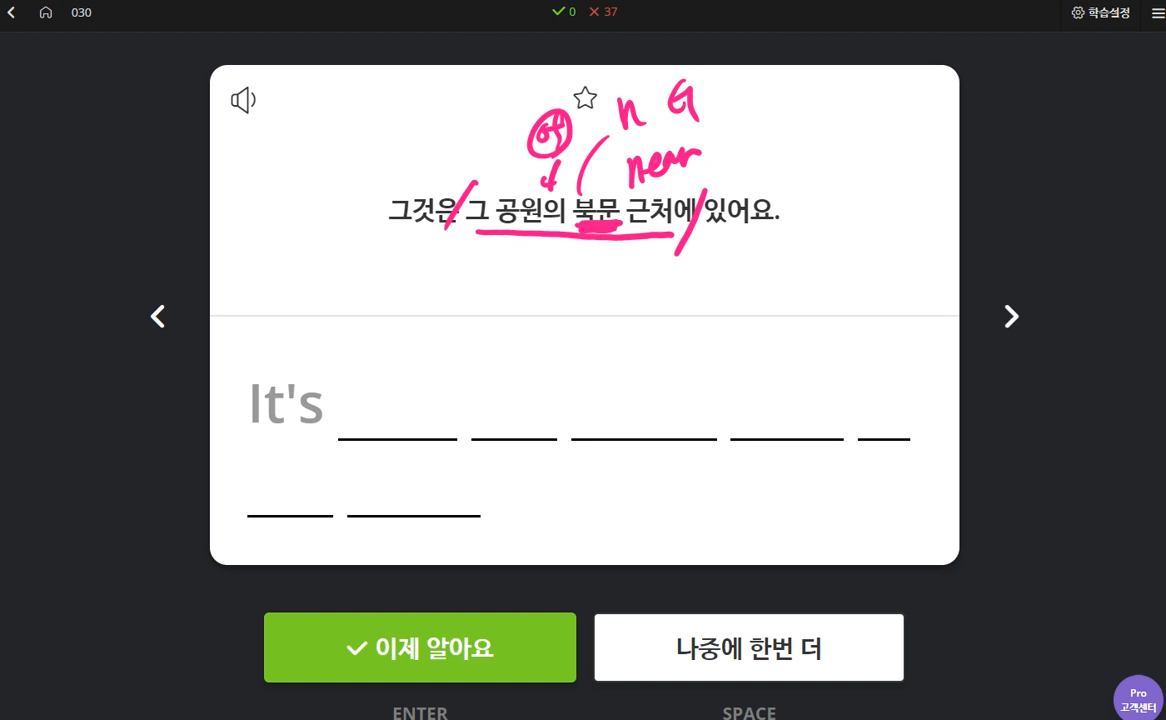 030
0 37
학습설정
n q
of
near
그것은 그 공원의 북문 근처에 있어요.
It's
이제 알아요
나중에 한번 더
ENTER
SPACE
Pro
고객센터